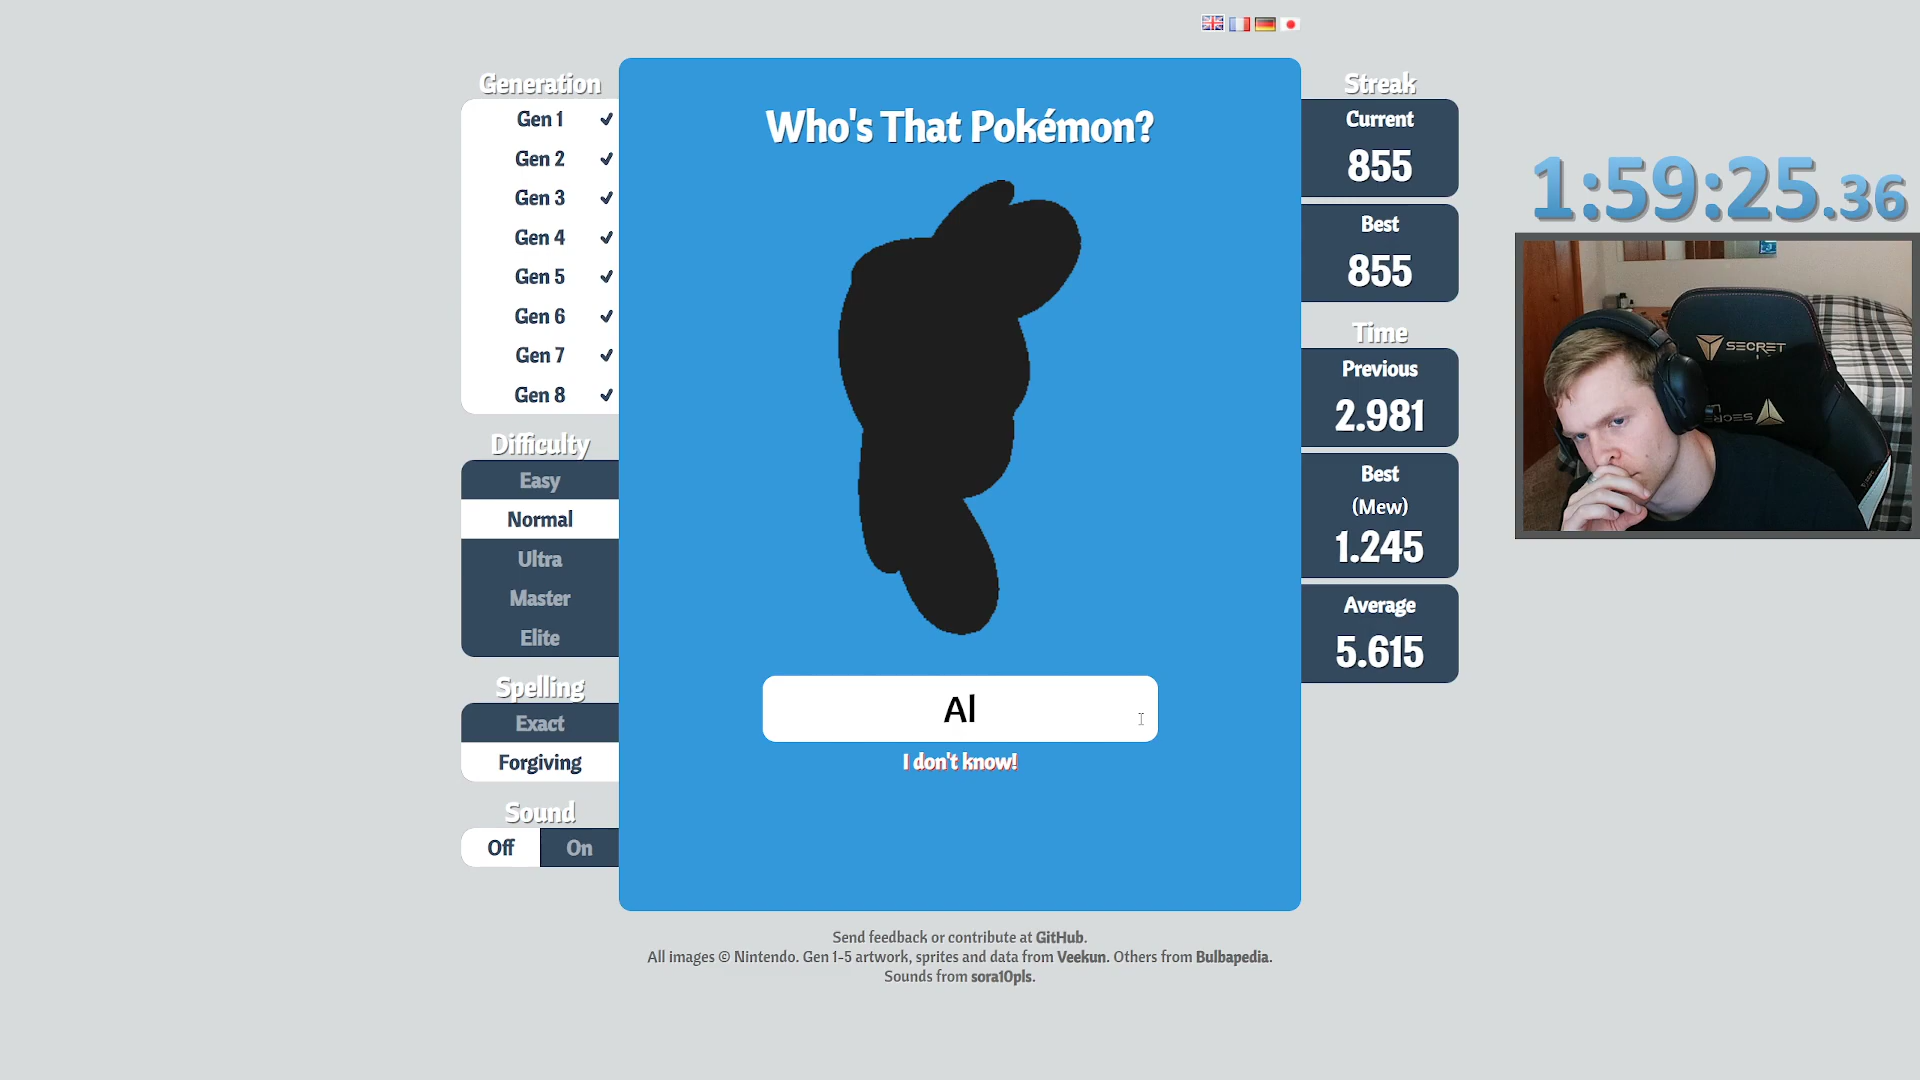 Generation
Gen 1
Gen 2
Gen 3
Gen 4
Gen 5
Gen 6
Gen 7
Gen 8
Difficulty
Easy
Normal
Ultra
Master
Elite
Spelling
Exact
Forgiving
Sound
Off On
Who's That Pokémon?
Al
I don't know!
Streak
Current
855
Best
855
Time
Previous
2.981
Best
(Mew)
1.245
Average
5.615
1:59:25.36
SECRET
Send feedback or contribute at GitHub.
All images © Nintendo. Gen 1-5 artwork, sprites and data from Veekun. Others from Bulbapedia.
Sounds from sora10pls.